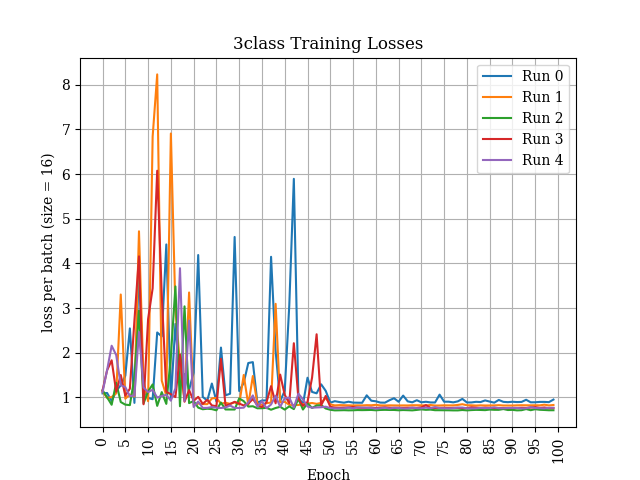 3class Training Losses
loss per batch (size = 16)
8
7
6
5
4
3
2
1
Run 0
Run 1
Run 2
Run 3
Run 4
0 5 10 15 20 25 30 35 40 45 50 55 60 65 70 75 80 85 90 95 100
Epoch